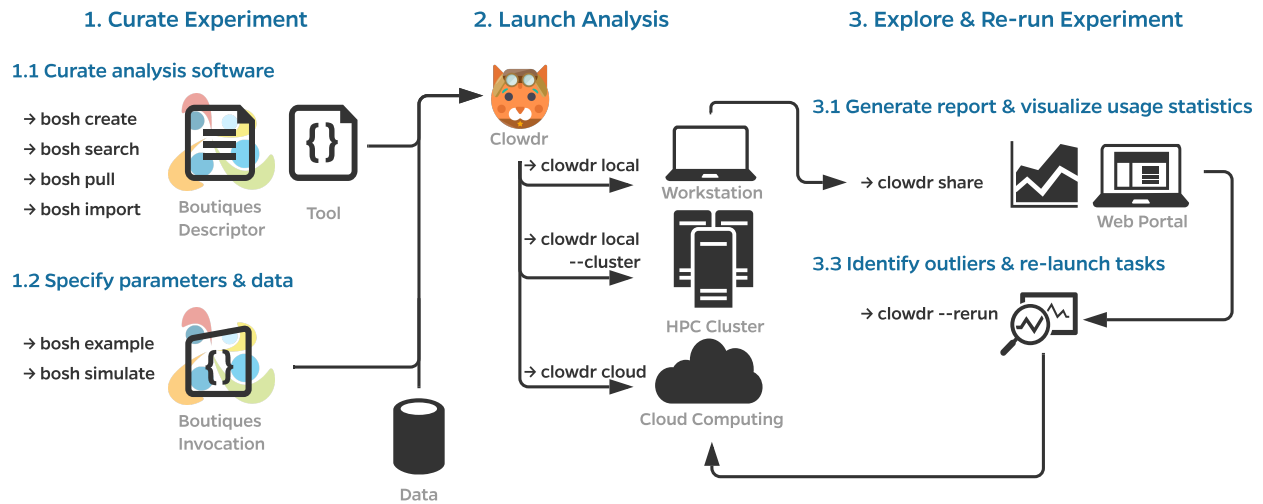 1. Curate Experiment
1.1 Curate analysis software
→ bosh create
→ bosh search
→ bosh pull
→ bosh import
Boutiques
Descriptor
{}
Tool
1.2 Specify parameters & data
→ bosh example
→ bosh simulate
{}
Boutiques
Invocation
Data
2. Launch Analysis
Clowdr
→ clowdr local
Workstation
→ clowdr local
--cluster
HPC Cluster
→ clowdr cloud
Cloud Computing
3. Explore & Re-run Experiment
3.1 Generate report & visualize usage statistics
→ clowdr share
Web Portal
3.3 Identify outliers & re-launch tasks
→ clowdr --rerun